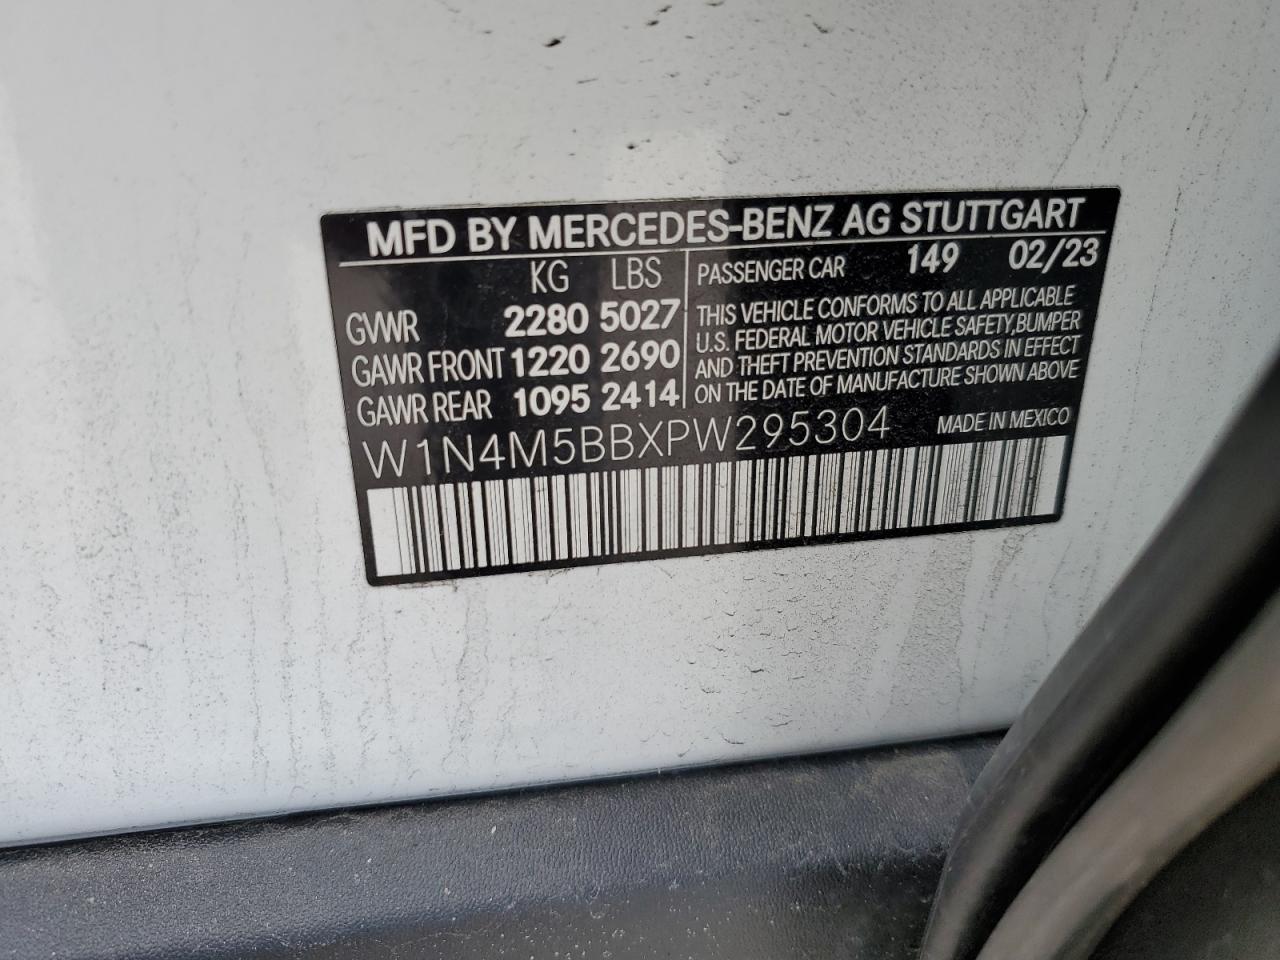 MFD BY MERCEDES-BENZ AG STUTTGART
KG LBS
GVWR 2280 5027
GAWR FRONT 1220 2690
GAWR REAR 1095 2414
PASSENGER CAR 149 02/23
THIS VEHICLE CONFORMS TO ALL APPLICABLE
U.S. FEDERAL MOTOR VEHICLE SAFETY,BUMPER
AND THEFT PREVENTION STANDARDS IN EFFECT
ON THE DATE OF MANUFACTURE SHOWN ABOVE
W1N4M5BBXPW295304 MADE IN MEXICO